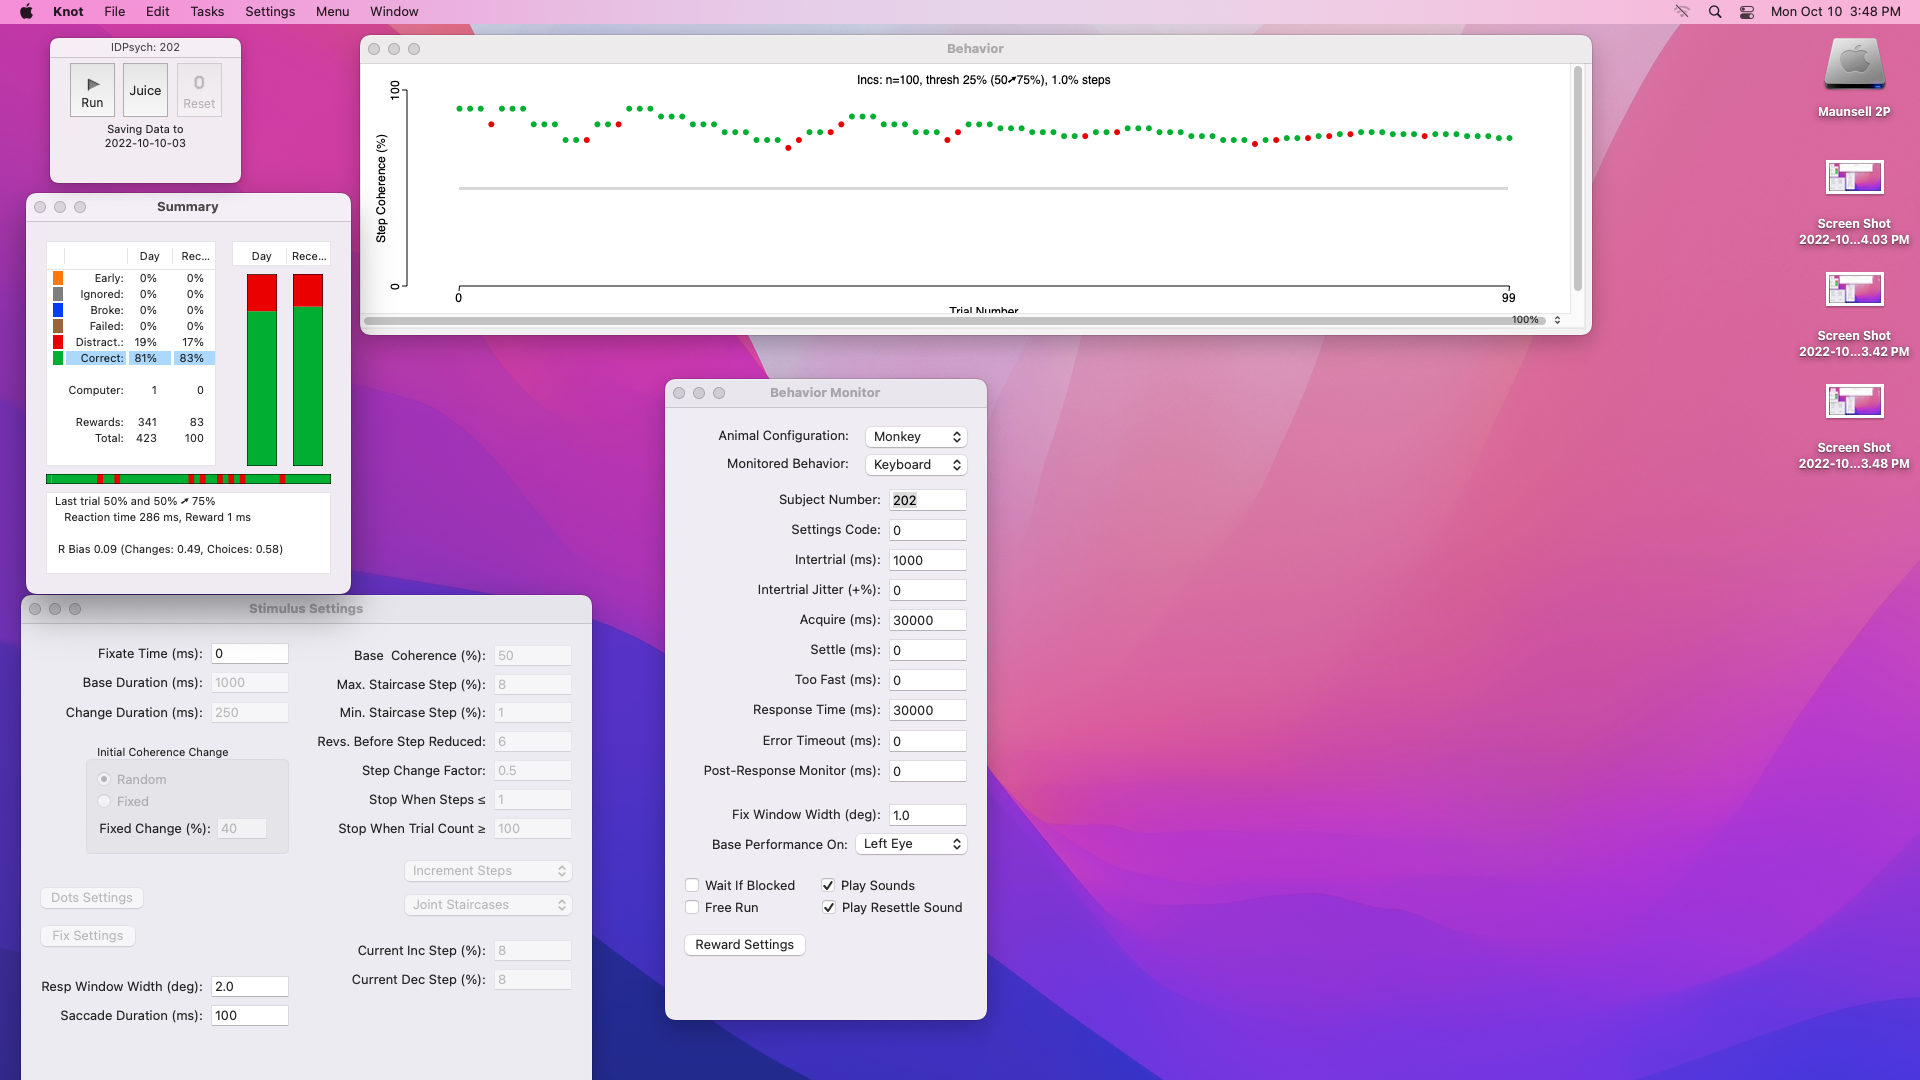 Knot File Edit Tasks Settings Menu Window
Mon Oct 10 3:48 PM
IDPsych: 202
Run
Juice
0
Reset
Saving Data to
2022-10-10-03
Summary
Day Rec...
Early: 0% 0%
Ignored: 0% 0%
Broke: 0% 0%
Failed: 0% 0%
Distract.: 19% 17%
Correct: 81% 83%
Computer: 1 0
Rewards: 341 83
Total: 423 100
Day Rece...
Last trial 50% and 50% ➚ 75%
Reaction time 286 ms, Reward 1 ms
R Bias 0.09 (Changes: 0.49, Choices: 0.58)
Stimulus Settings
Fixate Time (ms): 0
Base Duration (ms): 1000
Change Duration (ms): 250
Initial Coherence Change
Random
Fixed
Fixed Change (%): 40
Dots Settings
Fix Settings
Resp Window Width (deg): 2.0
Saccade Duration (ms): 100
Base Coherence (%): 50
Max. Staircase Step (%): 8
Min. Staircase Step (%): 1
Revs. Before Step Reduced: 6
Step Change Factor: 0.5
Stop When Steps ≤ 1
Stop When Trial Count ≥ 100
Increment Steps
Joint Staircases
Current Inc Step (%): 8
Current Dec Step (%): 8
Behavior
Incs: n=100, thresh 25% (50➚75%), 1.0% steps
100
Step Coherence (%)
0
0
99
Trial Number
100%
Behavior Monitor
Animal Configuration: Monkey
Monitored Behavior: Keyboard
Subject Number: 202
Settings Code: 0
Intertrial (ms): 1000
Intertrial Jitter (+%): 0
Acquire (ms): 30000
Settle (ms): 0
Too Fast (ms): 0
Response Time (ms): 30000
Error Timeout (ms): 0
Post-Response Monitor (ms): 0
Fix Window Width (deg): 1.0
Base Performance On: Left Eye
Wait If Blocked
Play Sounds
Free Run
Play Resettle Sound
Reward Settings
Maunsell 2P
Screen Shot
2022-10...4.03 PM
Screen Shot
2022-10...3.42 PM
Screen Shot
2022-10...3.48 PM